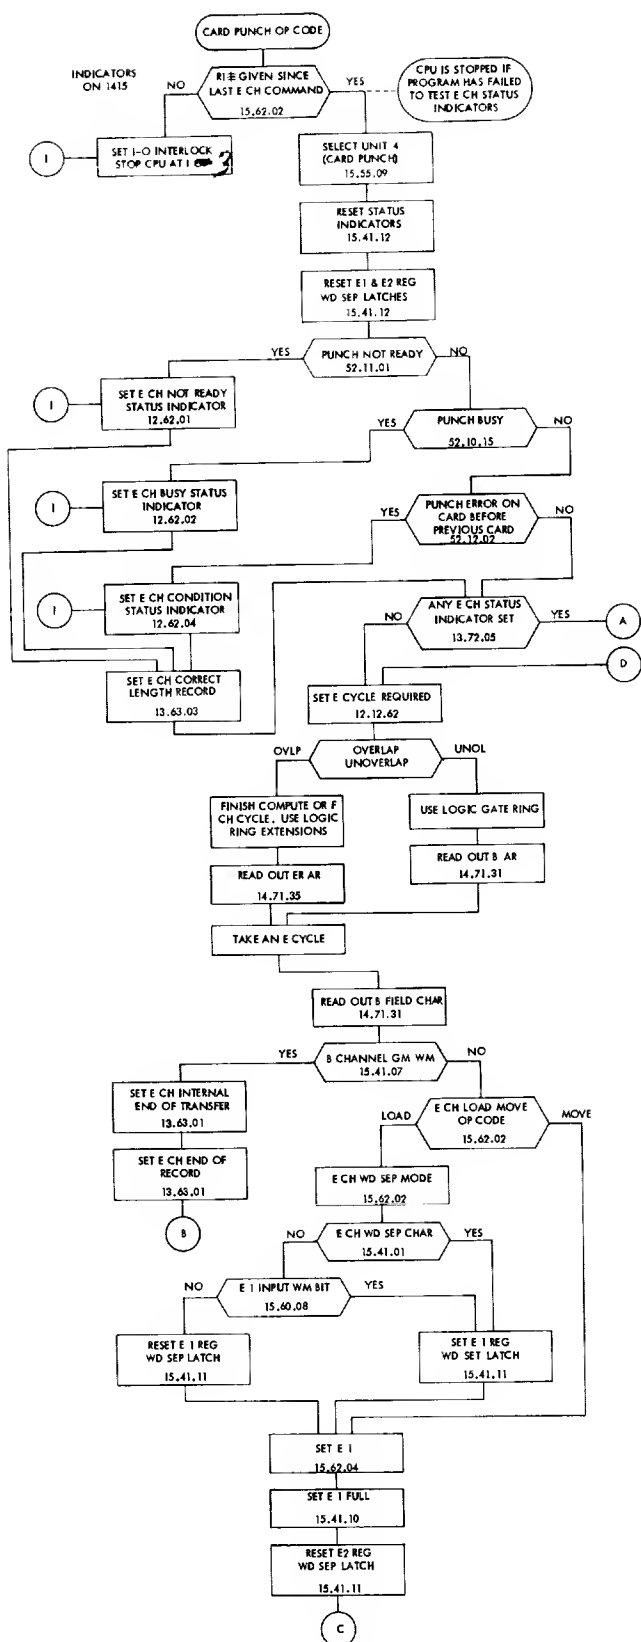 CARD PUNCH OP CODE
INDICATORS
ON 1415
NO
RI GIVEN SINCE
LAST E CH COMMAND
15.62.02
YES
CPU IS STOPPED IF
PROGRAM HAS FAILED
TO TEST E CH STATUS
INDICATORS
I
SET I-O INTERLOCK
STOP CPU AT I 3
SELECT UNIT 4
(CARD PUNCH)
15.55.09
RESET STATUS
INDICATORS
15.41.12
RESET E1 & E2 REG
WD SEP LATCHES
15.41.12
YES
PUNCH NOT READY
52.11.01
NO
I
SET E CH NOT READY
STATUS INDICATOR
12.62.01
YES
PUNCH BUSY
52.10.15
NO
I
SET E CH BUSY STATUS
INDICATOR
12.62.02
YES
PUNCH ERROR ON
CARD BEFORE
PREVIOUS CARD
52.12.02
NO
I
SET E CH CONDITION
STATUS INDICATOR
12.62.04
NO
ANY E CH STATUS
INDICATOR SET
13.72.05
YES
A
D
SET E CH CORRECT
LENGTH RECORD
13.63.03
SET E CYCLE REQUIRED
12.12.62
OVLP
OVERLAP
UNOVERLAP
UNOL
FINISH COMPUTE OR F
CH CYCLE. USE LOGIC
RING EXTENSIONS
USE LOGIC GATE RING
READ OUT ER AR
14.71.35
READ OUT B AR
14.71.31
TAKE AN E CYCLE
READ OUT B FIELD CHAR
14.71.31
YES
B CHANNEL GM WM
15.41.07
NO
SET E CH INTERNAL
END OF TRANSFER
13.63.01
LOAD
E CH LOAD MOVE
OP CODE
15.62.02
MOVE
SET E CH END OF
RECORD
13.63.01
B
E CH WD SEP MODE
15.62.02
NO
E CH WD SEP CHAR
15.41.01
YES
NO
E 1 INPUT WM BIT
15.60.08
YES
RESET E 1 REG
WD SEP LATCH
15.41.11
SET E 1 REG
WD SET LATCH
15.41.11
SET E 1
15.62.04
SET E 1 FULL
15.41.10
RESET E2 REG
WD SEP LATCH
15.41.11
C